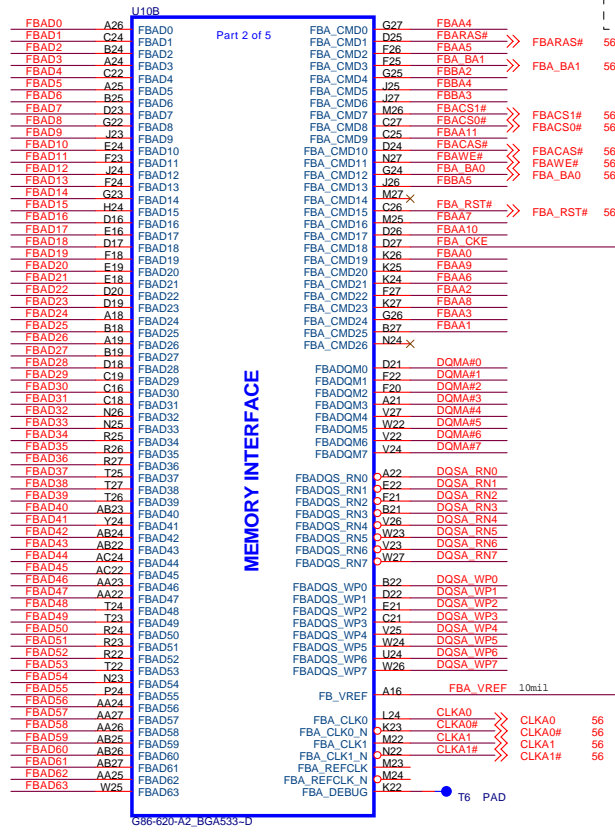 U10B
Part 2 of 5
MEMORY INTERFACE
FBAD0 A26 FBAD0
FBAD1 C24 FBAD1
FBAD2 B24 FBAD2
FBAD3 A24 FBAD3
FBAD4 C22 FBAD4
FBAD5 A25 FBAD5
FBAD6 B25 FBAD6
FBAD7 D23 FBAD7
FBAD8 G22 FBAD8
FBAD9 J23 FBAD9
FBAD10 E24 FBAD10
FBAD11 F23 FBAD11
FBAD12 J24 FBAD12
FBAD13 F24 FBAD13
FBAD14 G23 FBAD14
FBAD15 H24 FBAD15
FBAD16 D16 FBAD16
FBAD17 E16 FBAD17
FBAD18 D17 FBAD18
FBAD19 F18 FBAD19
FBAD20 E19 FBAD20
FBAD21 E18 FBAD21
FBAD22 D20 FBAD22
FBAD23 D19 FBAD23
FBAD24 A18 FBAD24
FBAD25 B18 FBAD25
FBAD26 A19 FBAD26
FBAD27 B19 FBAD27
FBAD28 D18 FBAD28
FBAD29 C19 FBAD29
FBAD30 C16 FBAD30
FBAD31 C18 FBAD31
FBAD32 N26 FBAD32
FBAD33 N25 FBAD33
FBAD34 R25 FBAD34
FBAD35 R26 FBAD35
FBAD36 R27 FBAD36
FBAD37 T25 FBAD37
FBAD38 T27 FBAD38
FBAD39 T26 FBAD39
FBAD40 AB23 FBAD40
FBAD41 Y24 FBAD41
FBAD42 AB24 FBAD42
FBAD43 AB22 FBAD43
FBAD44 AC24 FBAD44
FBAD45 AC22 FBAD45
FBAD46 AA23 FBAD46
FBAD47 AA22 FBAD47
FBAD48 T24 FBAD48
FBAD49 T23 FBAD49
FBAD50 R24 FBAD50
FBAD51 R23 FBAD51
FBAD52 R22 FBAD52
FBAD53 T22 FBAD53
FBAD54 N23 FBAD54
FBAD55 P24 FBAD55
FBAD56 AA24 FBAD56
FBAD57 AA27 FBAD57
FBAD58 AA26 FBAD58
FBAD59 AB25 FBAD59
FBAD60 AB26 FBAD60
FBAD61 AB27 FBAD61
FBAD62 AA25 FBAD62
FBAD63 W25 FBAD63
FBA_CMD0 G27 FBAA4
FBA_CMD1 D25 FBARAS# FBARAS# 56
FBA_CMD2 F26 FBAA5
FBA_CMD3 F25 FBA_BA1 FBA_BA1 56
FBA_CMD4 G25 FBBA2
FBA_CMD5 J25 FBBA4
FBA_CMD6 J27 FBBA3
FBA_CMD7 M26 FBACS1# FBACS1# 56
FBA_CMD8 C27 FBACS0# FBACS0# 56
FBA_CMD9 C25 FBAA11
FBA_CMD10 D24 FBACAS# FBACAS# 56
FBA_CMD11 N27 FBAWE# FBAWE# 56
FBA_CMD12 G24 FBA_BA0 FBA_BA0 56
FBA_CMD13 J26 FBBA5
FBA_CMD14 M27
FBA_CMD15 C26 FBA_RST# FBA_RST# 56
FBA_CMD16 M25 FBAA7
FBA_CMD17 D26 FBAA10
FBA_CMD18 D27 FBA_CKE
FBA_CMD19 K26 FBAA0
FBA_CMD20 K25 FBAA9
FBA_CMD21 K24 FBAA6
FBA_CMD22 F27 FBAA2
FBA_CMD23 K27 FBAA8
FBA_CMD24 G26 FBAA3
FBA_CMD25 B27 FBAA1
FBA_CMD26 N24
FBADQM0 D21 DQMA#0
FBADQM1 F22 DQMA#1
FBADQM2 F20 DQMA#2
FBADQM3 A21 DQMA#3
FBADQM4 V27 DQMA#4
FBADQM5 W22 DQMA#5
FBADQM6 V22 DQMA#6
FBADQM7 V24 DQMA#7
FBADQS_RN0 A22 DQSA_RN0
FBADQS_RN1 E22 DQSA_RN1
FBADQS_RN2 F21 DQSA_RN2
FBADQS_RN3 B21 DQSA_RN3
FBADQS_RN4 V26 DQSA_RN4
FBADQS_RN5 W23 DQSA_RN5
FBADQS_RN6 V23 DQSA_RN6
FBADQS_RN7 W27 DQSA_RN7
FBADQS_WP0 B22 DQSA_WP0
FBADQS_WP1 D22 DQSA_WP1
FBADQS_WP2 E21 DQSA_WP2
FBADQS_WP3 C21 DQSA_WP3
FBADQS_WP4 V25 DQSA_WP4
FBADQS_WP5 W24 DQSA_WP5
FBADQS_WP6 U24 DQSA_WP6
FBADQS_WP7 W26 DQSA_WP7
FB_VREF A16 FBA_VREF 10mil
FBA_CLK0 L24 CLKA0 CLKA0 56
FBA_CLK0_N K23 CLKA0# CLKA0# 56
FBA_CLK1 M22 CLKA1 CLKA1 56
FBA_CLK1_N N22 CLKA1# CLKA1# 56
FBA_REFCLK M23
FBA_REFCLK_N M24
FBA_DEBUG K22 T6 PAD
G86-620-A2_BGA533~D